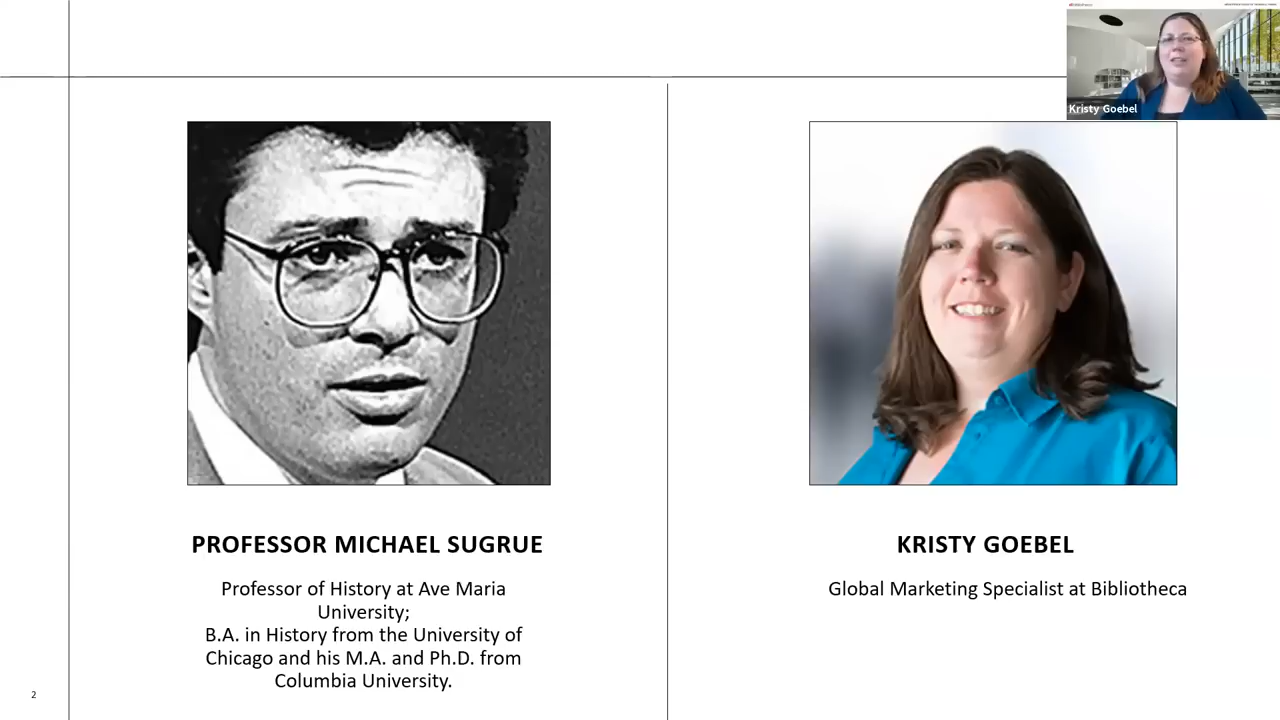 Kristy Goebel
PROFESSOR MICHAEL SUGRUE
Professor of History at Ave Maria
University;
B.A. in History from the University of
Chicago and his M.A. and Ph.D. from
Columbia University.
KRISTY GOEBEL
Global Marketing Specialist at Bibliotheca
2